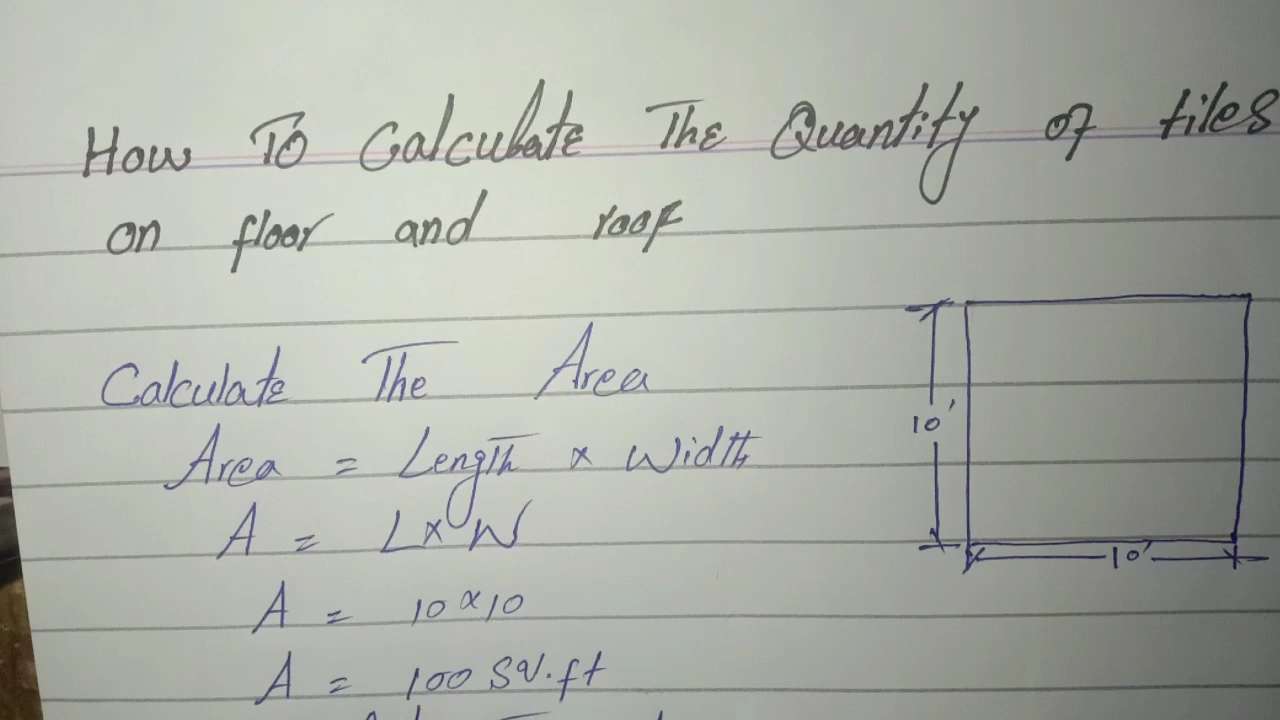 How To Calculate The Quantity of tiles
on floor and roof
Calculate The Area
Area = Length x Width
A = L x W
A = 10 x 10
A = 100 sq.ft
10'
10'